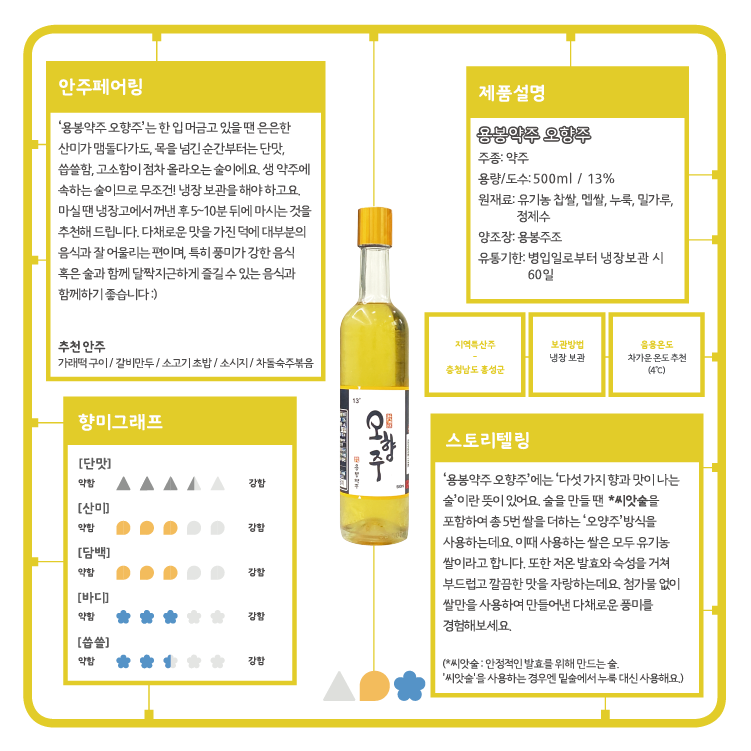 안주페어링
‘용봉약주 오향주’는 한 입 머금고 있을 땐 은은한
산미가 맴돌다가도, 목을 넘긴 순간부터는 단맛,
씁쓸함, 고소함이 점차 올라오는 술이에요. 생 약주에
속하는 술이므로 무조건! 냉장 보관을 해야 하고요.
마실 땐 냉장고에서 꺼낸 후 5~10분 뒤에 마시는 것을
추천해 드립니다. 다채로운 맛을 가진 덕에 대부분의
음식과 잘 어울리는 편이며, 특히 풍미가 강한 음식
혹은 술과 함께 달짝지근하게 즐길 수 있는 음식과
함께하기 좋습니다 :)
추천 안주
가래떡 구이 / 갈비만두 / 소고기 초밥 / 소시지 / 차돌숙주볶음
제품설명
용봉약주 오향주
주종: 약주
용량/도수: 500ml / 13%
원재료: 유기농 찹쌀, 멥쌀, 누룩, 밀가루,
정제수
양조장: 용봉주조
유통기한: 병입일로부터 냉장보관 시
60일
지역특산주
-
충청남도 홍성군
보관방법
냉장 보관
음용온도
차가운 온도 추천
(4℃)
13°
오향주
용봉약주
향미그래프
[단맛]
약함 강함
[산미]
약함 강함
[담백]
약함 강함
[바디]
약함 강함
[씁쓸]
약함 강함
스토리텔링
‘용봉약주 오향주’에는 ‘다섯 가지 향과 맛이 나는
술’이란 뜻이 있어요. 술을 만들 땐 *씨앗술을
포함하여 총 5번 쌀을 더하는 ‘오양주’ 방식을
사용하는데요. 이때 사용하는 쌀은 모두 유기농
쌀이라고 합니다. 또한 저온 발효와 숙성을 거쳐
부드럽고 깔끔한 맛을 자랑하는데요. 첨가물 없이
쌀만을 사용하여 만들어낸 다채로운 풍미를
경험해보세요.
(*씨앗술 : 안정적인 발효를 위해 만드는 술.
'씨앗술'을 사용하는 경우엔 밑술에서 누룩 대신 사용해요.)